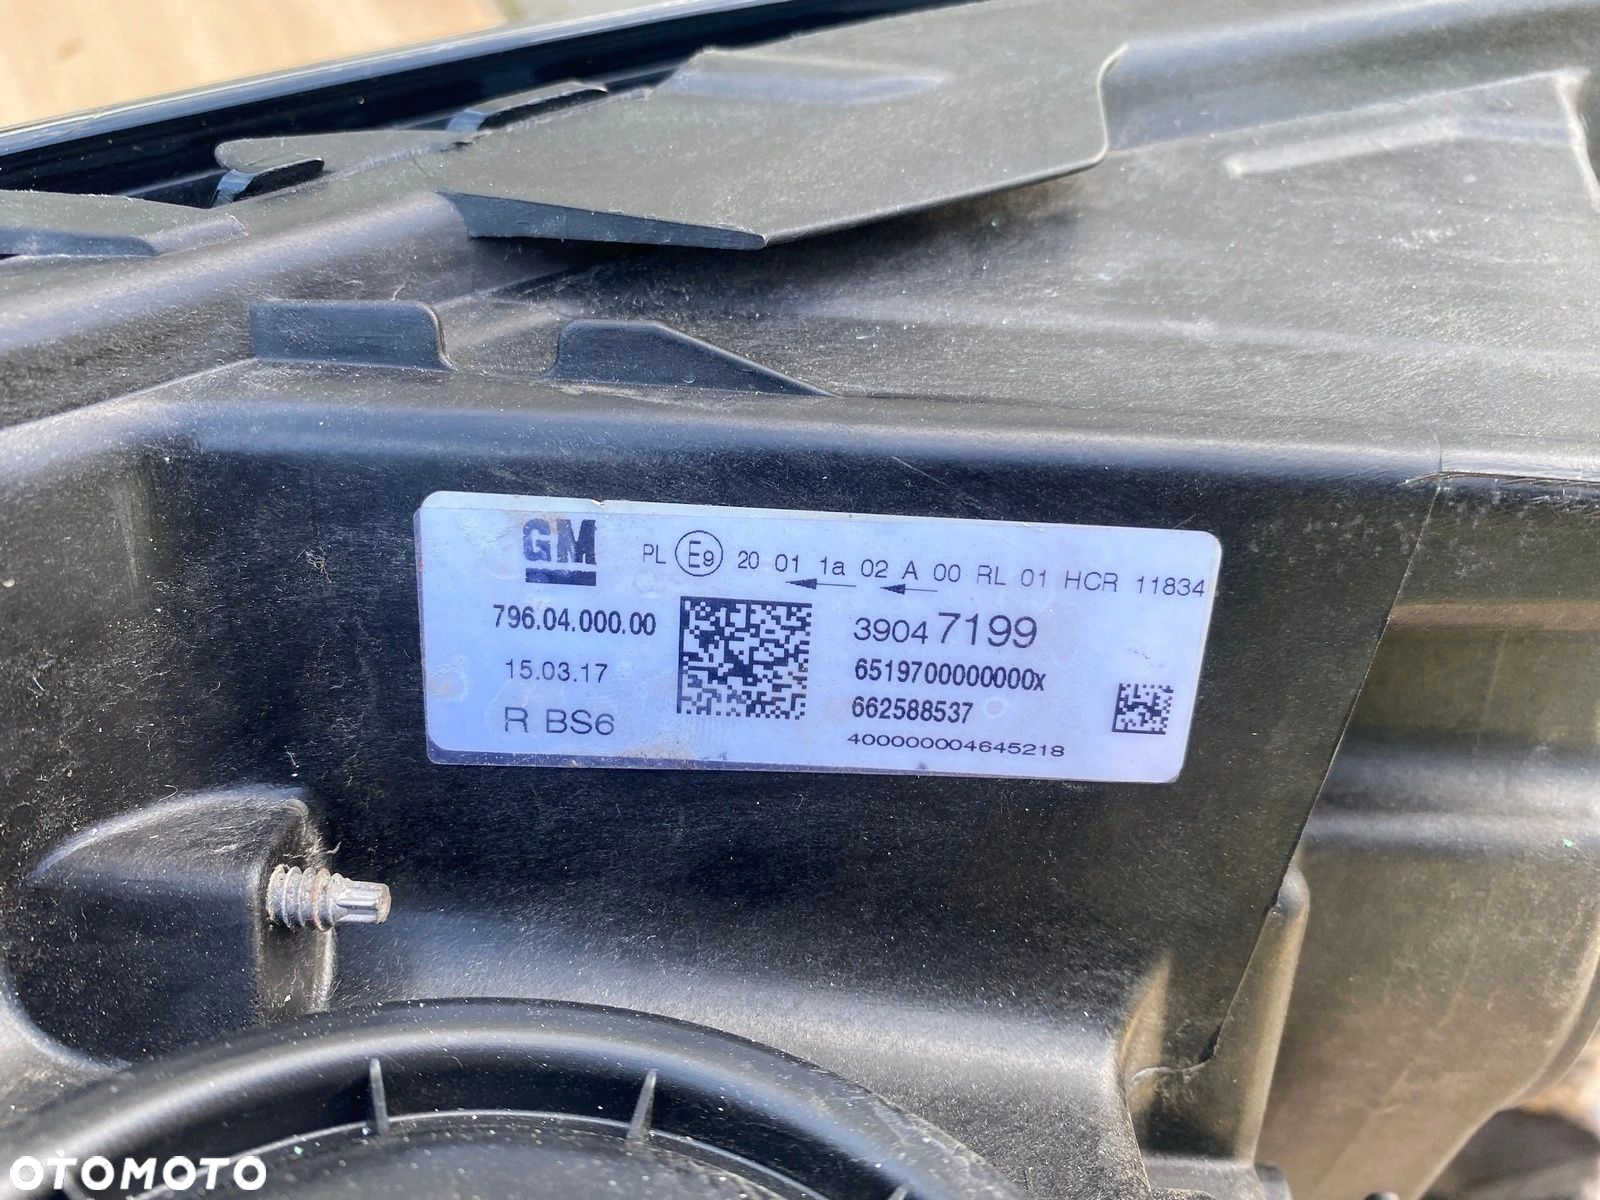 GM
PL E9 20 01 1a 02 A 00 RL 01 HCR 11834
796.04.000.00
39047199
15.03.17
6519700000000x
R BS6
662588537
400000004645218
OTOMOTO